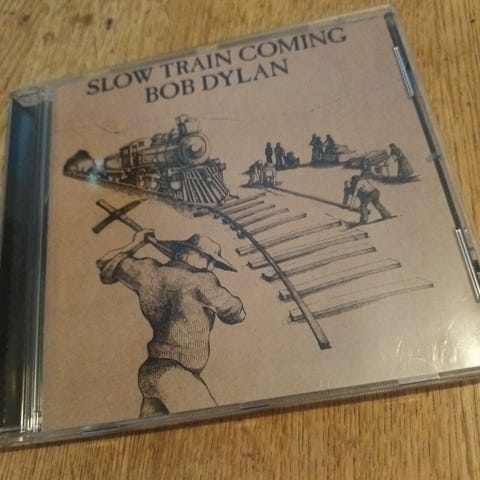 SLOW TRAIN COMING
BOB DYLAN